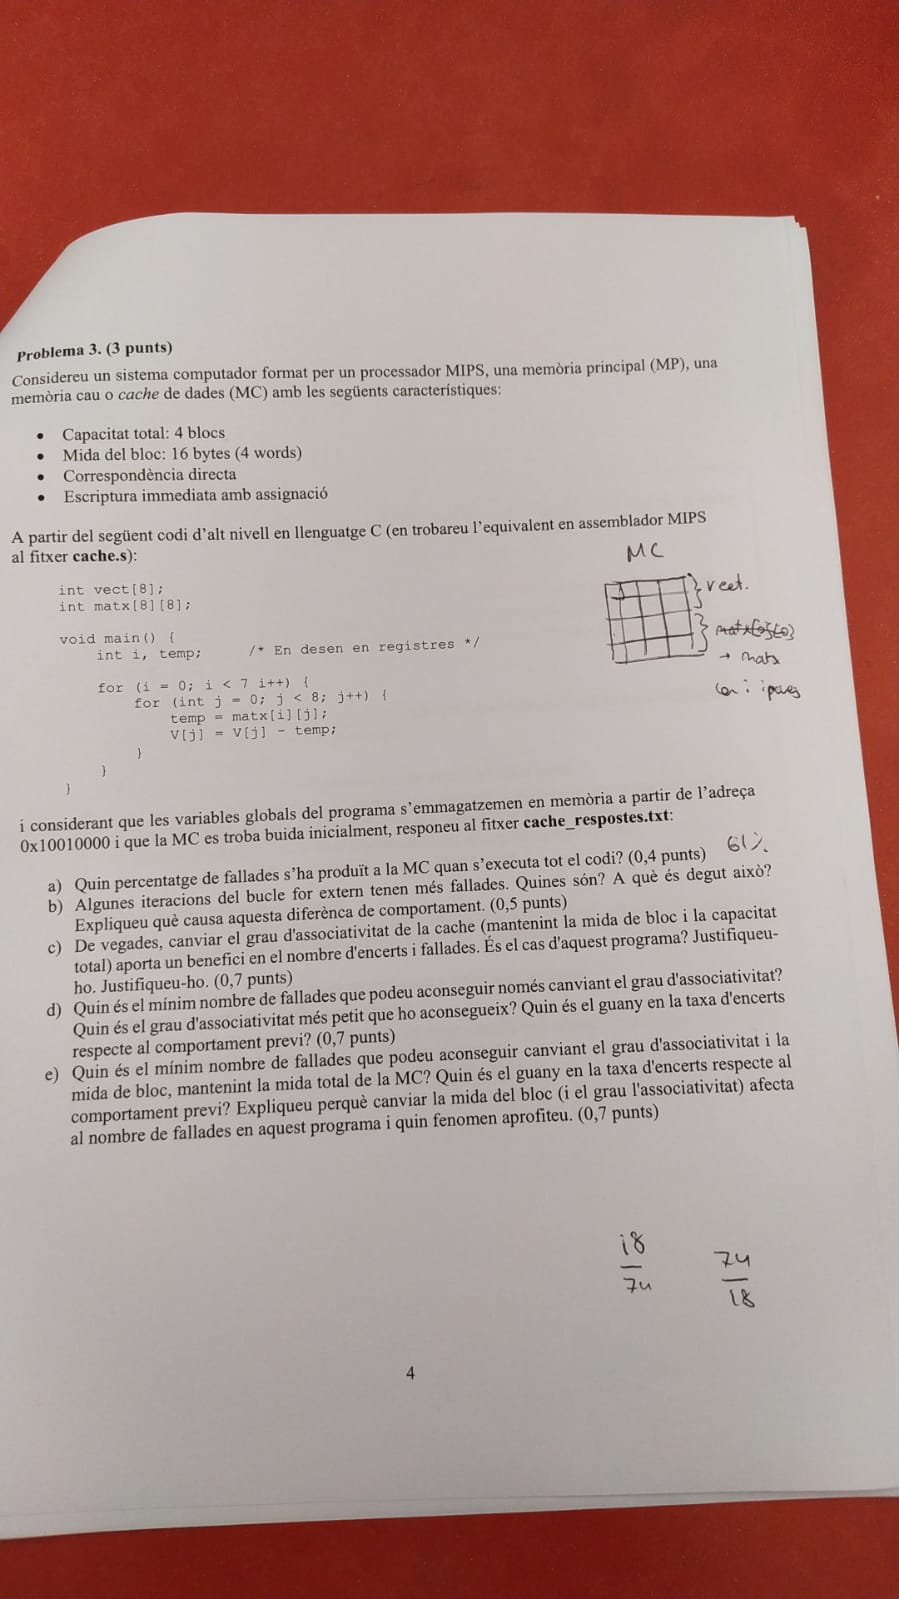 Problema 3. (3 punts)
Considereu un sistema computador format per un processador MIPS, una memòria principal (MP), una
memòria cau o cache de dades (MC) amb les següents característiques:
• Capacitat total: 4 blocs
• Mida del bloc: 16 bytes (4 words)
• Correspondència directa
• Escriptura immediata amb assignació
A partir del següent codi d'alt nivell en llenguatge C (en trobareu l'equivalent en assemblador MIPS
al fitxer cache.s):
MC
int vect[8];
int matx[8][8];
vect.
void main() {
int i, temp; /* En desen en registres */
→ matx
for (i = 0; i < 7 i++) {
for (int j = 0; j < 8; j++) {
temp = matx[i][j];
V[j] = V[j] - temp;
}
}
}
i considerant que les variables globals del programa s'emmagatzemen en memòria a partir de l'adreça
0x10010000 i que la MC es troba buida inicialment, responeu al fitxer cache_respostes.txt:
a) Quin percentatge de fallades s'ha produït a la MC quan s'executa tot el codi? (0,4 punts) 61%
b) Algunes iteracions del bucle for extern tenen més fallades. Quines són? A què és degut això?
Expliqueu què causa aquesta diferència de comportament. (0,5 punts)
c) De vegades, canviar el grau d'associativitat de la cache (mantenint la mida de bloc i la capacitat
total) aporta un benefici en el nombre d'encerts i fallades. És el cas d'aquest programa? Justifiqueu-
ho. Justifiqueu-ho. (0,7 punts)
d) Quin és el mínim nombre de fallades que podeu aconseguir només canviant el grau d'associativitat?
Quin és el grau d'associativitat més petit que ho aconsegueix? Quin és el guany en la taxa d'encerts
respecte al comportament previ? (0,7 punts)
e) Quin és el mínim nombre de fallades que podeu aconseguir canviant el grau d'associativitat i la
mida de bloc, mantenint la mida total de la MC? Quin és el guany en la taxa d'encerts respecte al
comportament previ? Expliqueu perquè canviar la mida del bloc (i el grau l'associativitat) afecta
al nombre de fallades en aquest programa i quin fenomen aprofiteu. (0,7 punts)
18
74
74
18
4